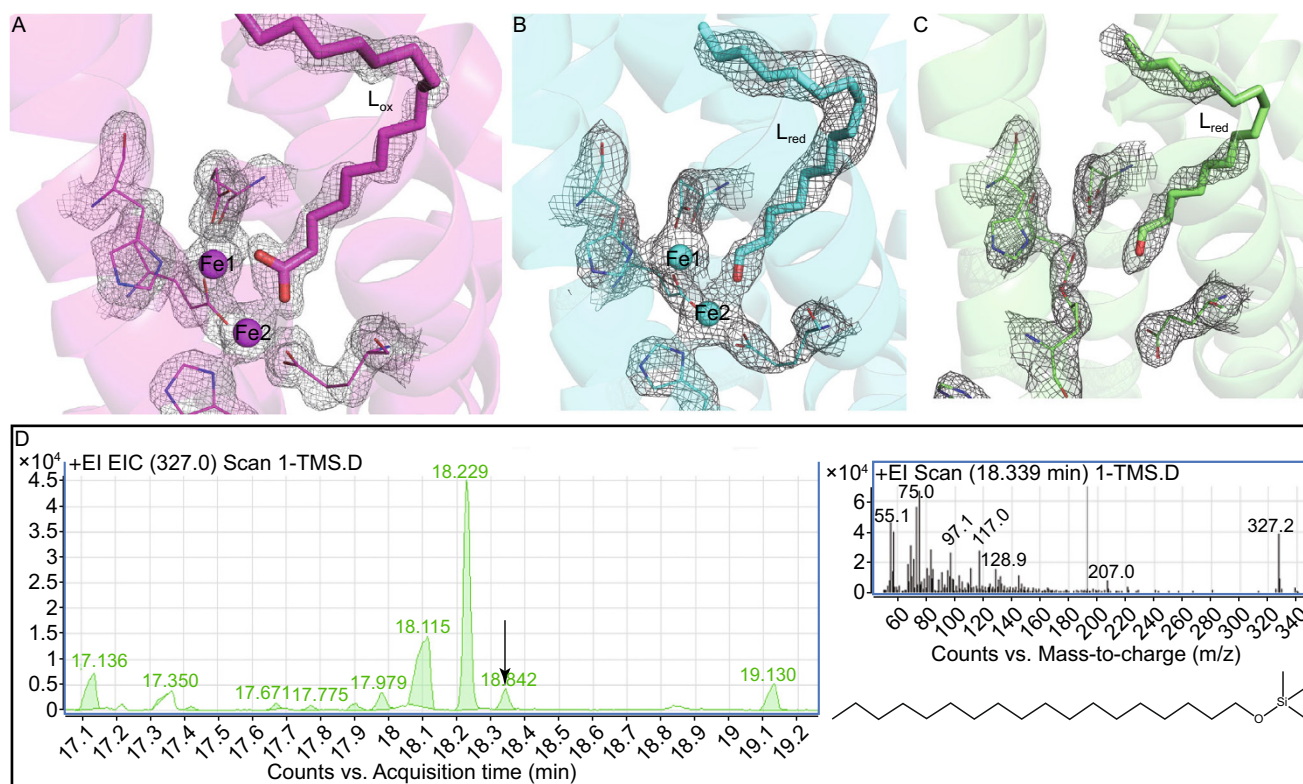 A
L_ox
Fe1
Fe2
B
L_red
Fe1
Fe2
C
L_red
D
×10⁴ +EI EIC (327.0) Scan 1-TMS.D
4.5
4
3.5
3
2.5
2
1.5
1
0.5
0
17.136
17.350
17.671
17.775
17.979
18.115
18.229
18.842
19.130
17.1 17.2 17.3 17.4 17.5 17.6 17.7 17.8 17.9 18 18.1 18.2 18.3 18.4 18.5 18.6 18.7 18.8 18.9 19 19.1 19.2
Counts vs. Acquisition time (min)
×10⁴ +EI Scan (18.339 min) 1-TMS.D
6
4
2
0
55.1
75.0
97.1
117.0
128.9
207.0
327.2
60 80 100 120 140 160 180 200 220 240 260 280 300 320 340
Counts vs. Mass-to-charge (m/z)
O
Si